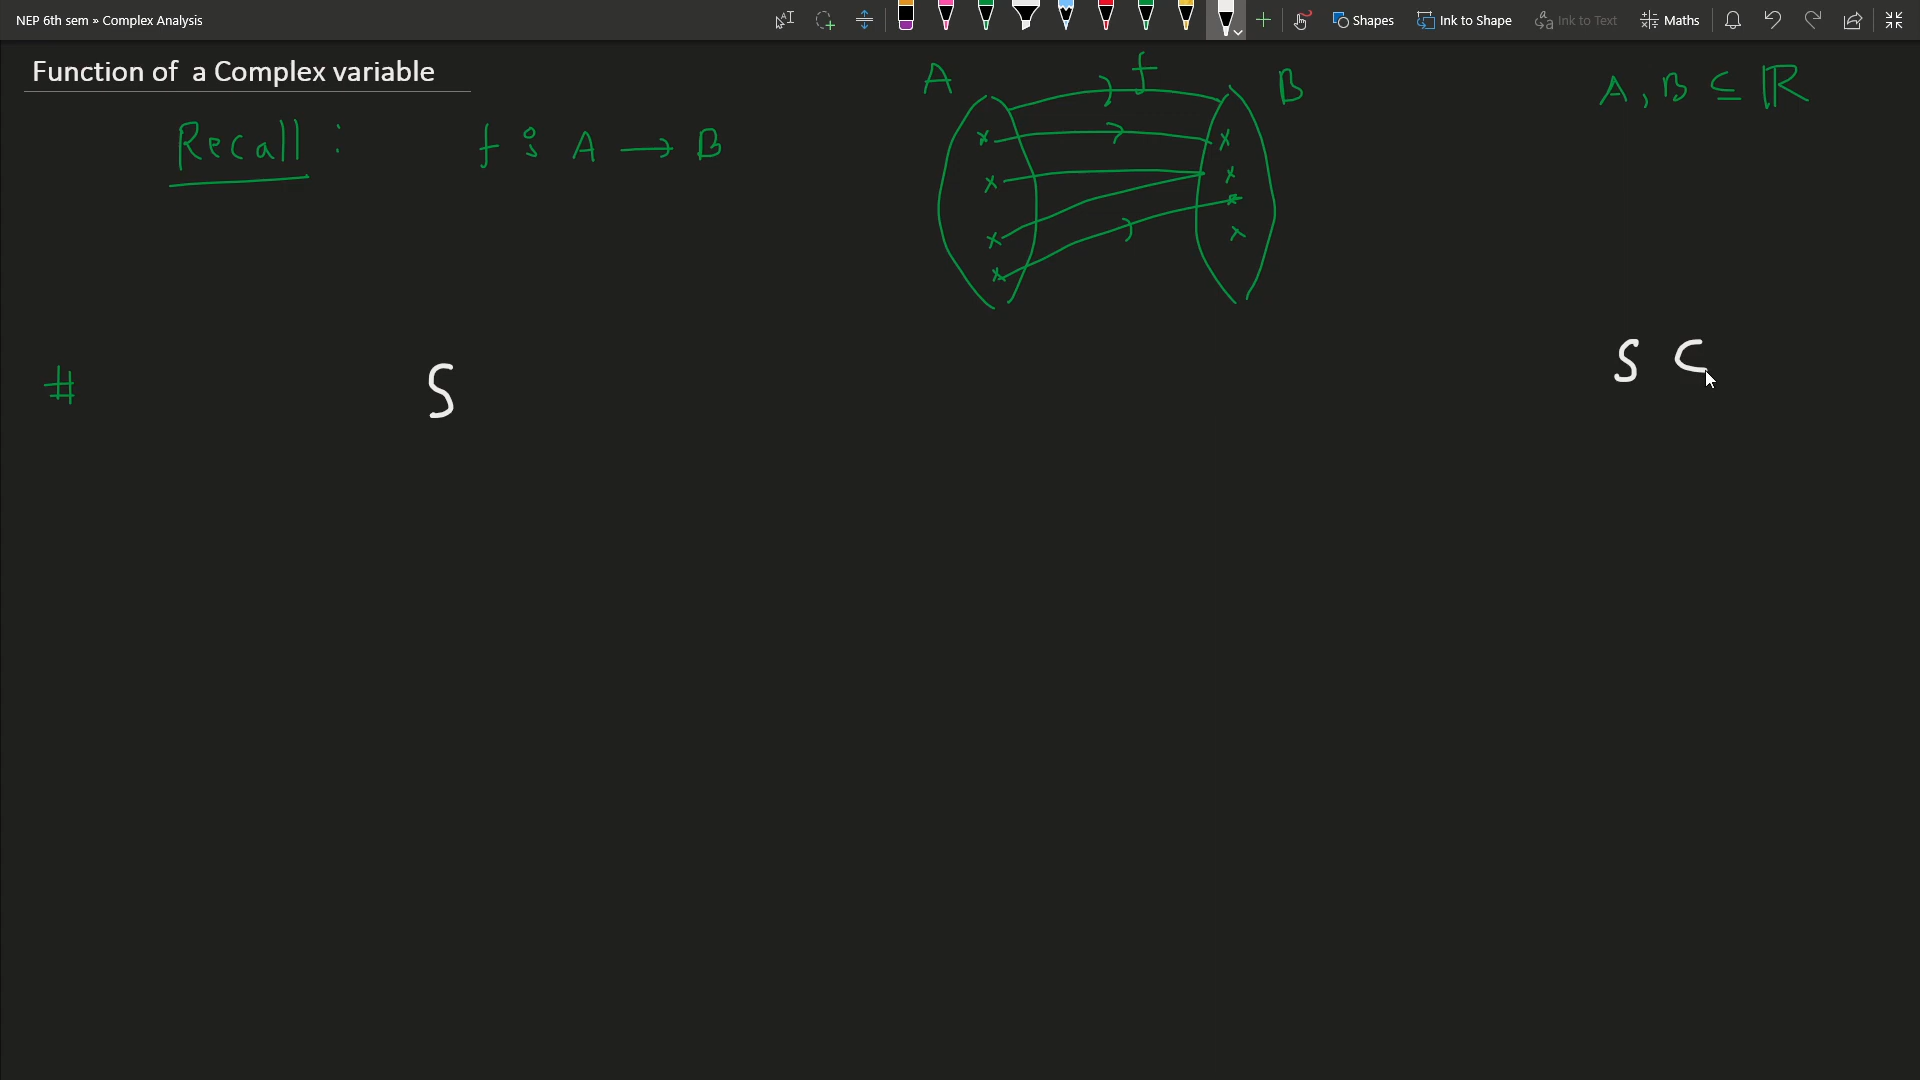 NEP 6th sem » Complex Analysis
Shapes Ink to Shape Ink to Text Maths
Function of a Complex variable
A f B A, B ⊆ ℝ
Recall : f : A → B
# S S ⊂